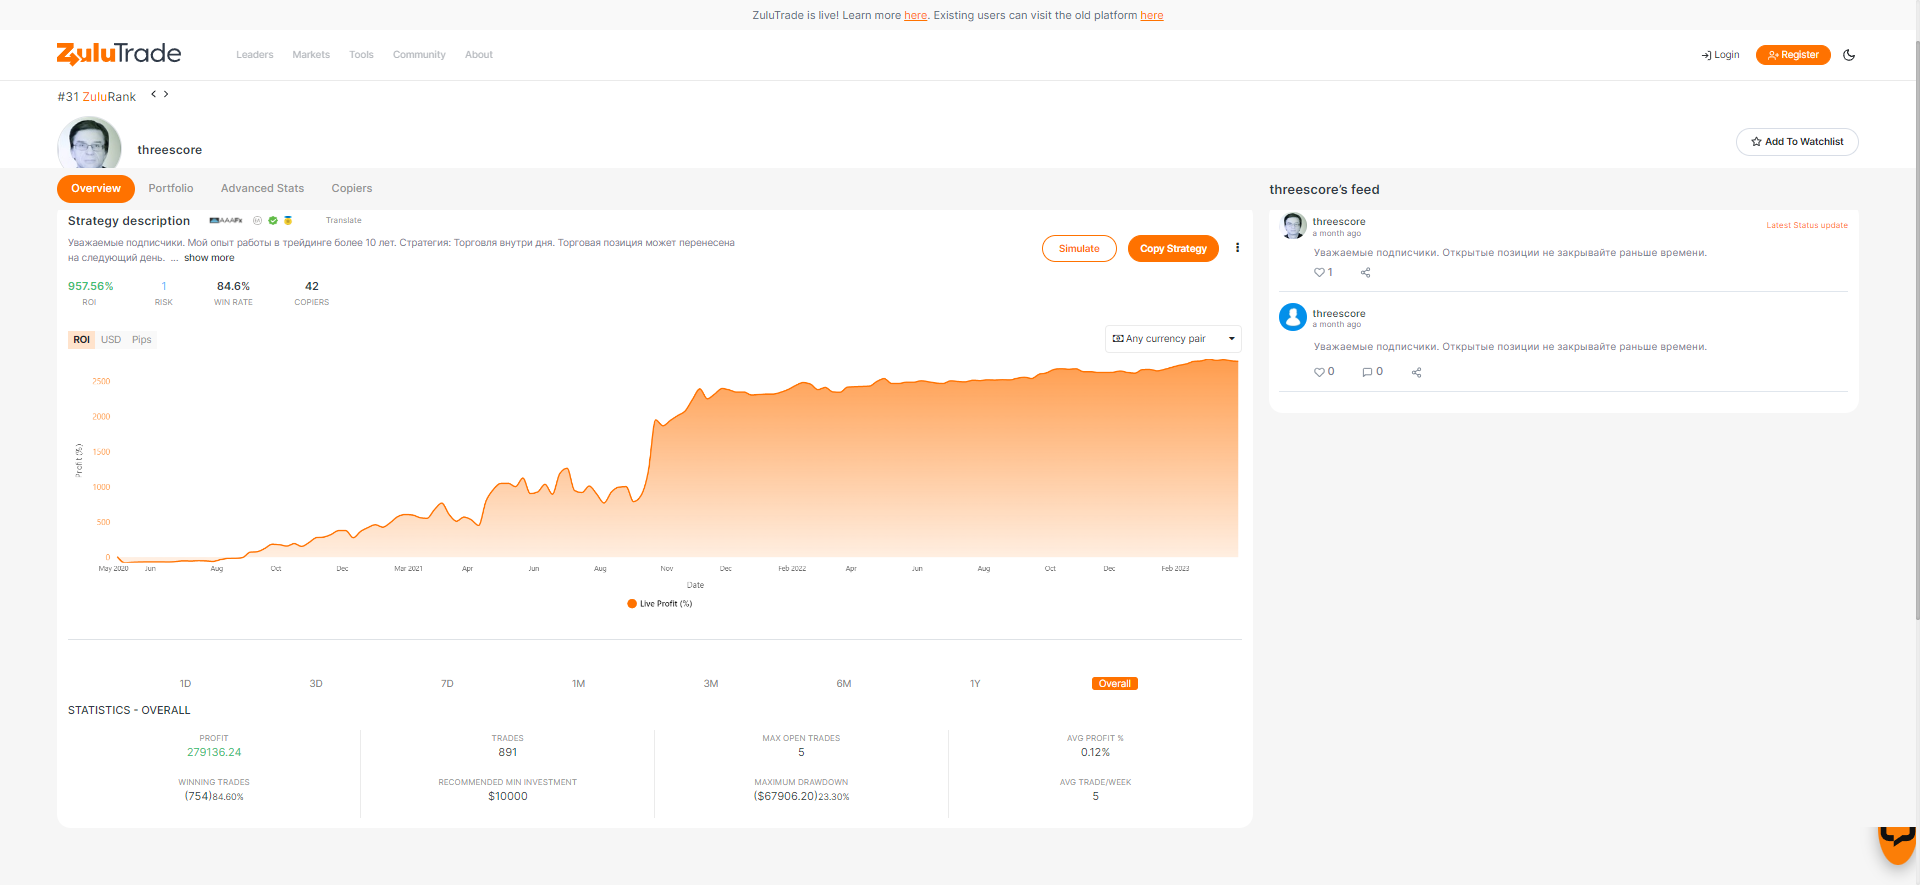 ZuluTrade is live! Learn more here. Existing users can visit the old platform here
ZuluTrade
Leaders
Markets
Tools
Community
About
Login
Register
#31 ZuluRank
threescore
Add To Watchlist
Overview
Portfolio
Advanced Stats
Copiers
Strategy description
AAAFx
Translate
Уважаемые подписчики. Мой опыт работы в трейдинге более 10 лет. Стратегия: Торговля внутри дня. Торговая позиция может перенесена
на следующий день. ... show more
Simulate
Copy Strategy
957.56%
1
84.6%
42
ROI
RISK
WIN RATE
COPIERS
ROI
USD
Pips
Any currency pair
2500
2000
1500
1000
500
0
Profit (%)
May 2020
Jun
Aug
Oct
Dec
Mar 2021
Apr
Jun
Aug
Nov
Dec
Feb 2022
Apr
Jun
Aug
Oct
Dec
Feb 2023
Date
Live Profit (%)
1D
3D
7D
1M
3M
6M
1Y
Overall
STATISTICS - OVERALL
PROFIT
279136.24
TRADES
891
MAX OPEN TRADES
5
AVG PROFIT %
0.12%
WINNING TRADES
(754)84.60%
RECOMMENDED MIN INVESTMENT
$10000
MAXIMUM DRAWDOWN
($67906.20)23.30%
AVG TRADE/WEEK
5
threescore's feed
threescore
a month ago
Latest Status update
Уважаемые подписчики. Открытые позиции не закрывайте раньше времени.
1
threescore
a month ago
Уважаемые подписчики. Открытые позиции не закрывайте раньше времени.
0
0